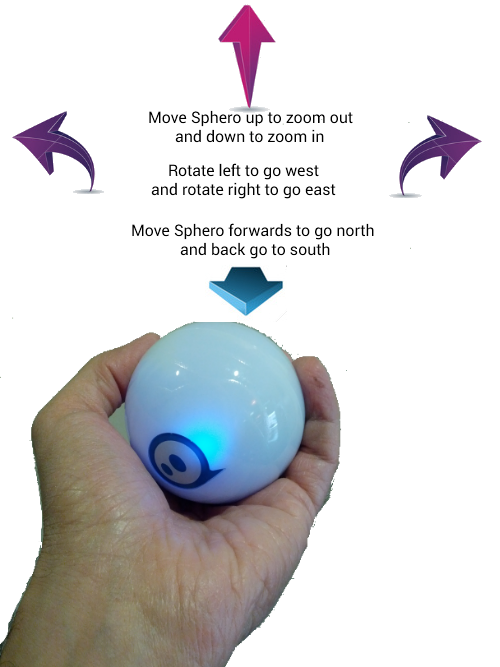 Move Sphero up to zoom out
and down to zoom in
Rotate left to go west
and rotate right to go east
Move Sphero forwards to go north
and back go to south